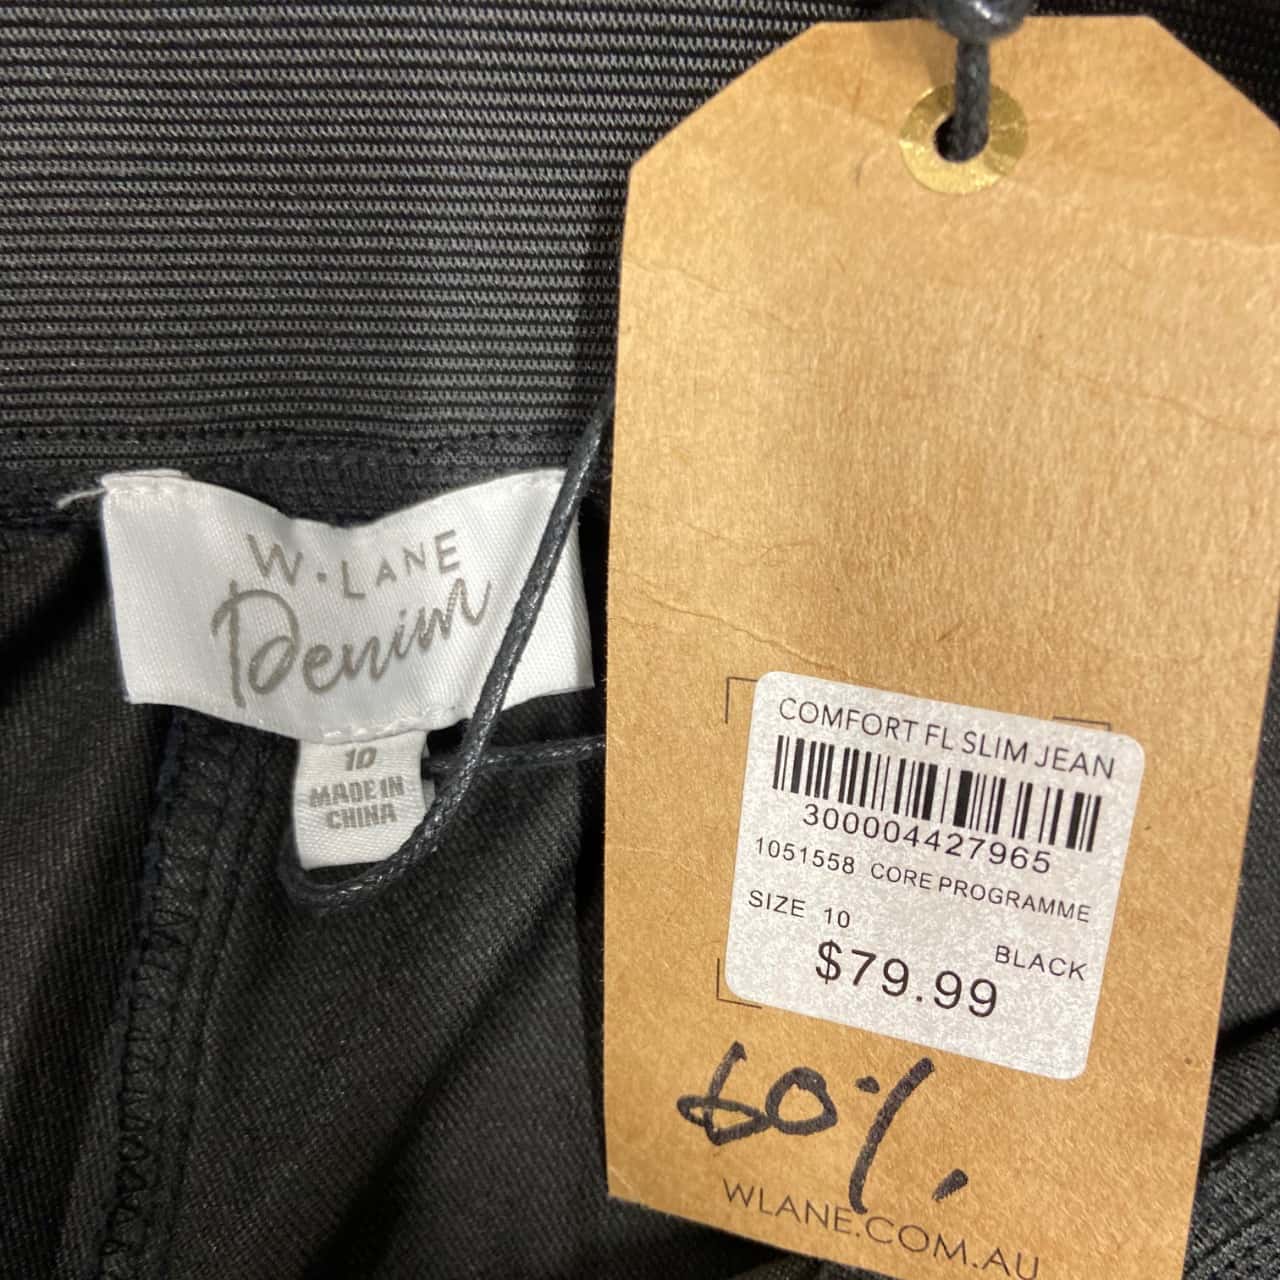 W·LANE
Denim
10
MADE IN
CHINA
COMFORT FL SLIM JEAN
300004427965
1051558 CORE PROGRAMME
SIZE 10
BLACK
$79.99
60%
WLANE.COM.AU